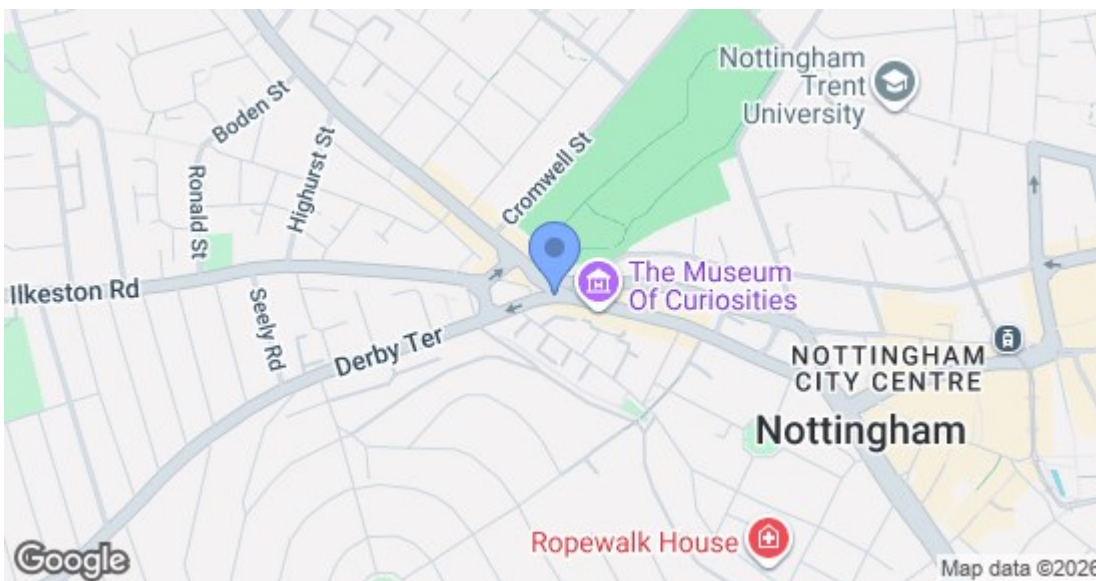 Nottingham
Trent
University
Boden St
Cromwell St
Highurst St
Ronald St
The Museum
Of Curiosities
Ilkeston Rd
Seely Rd
Derby Ter
NOTTINGHAM
CITY CENTRE
Nottingham
Ropewalk House
Google
Map data ©2026